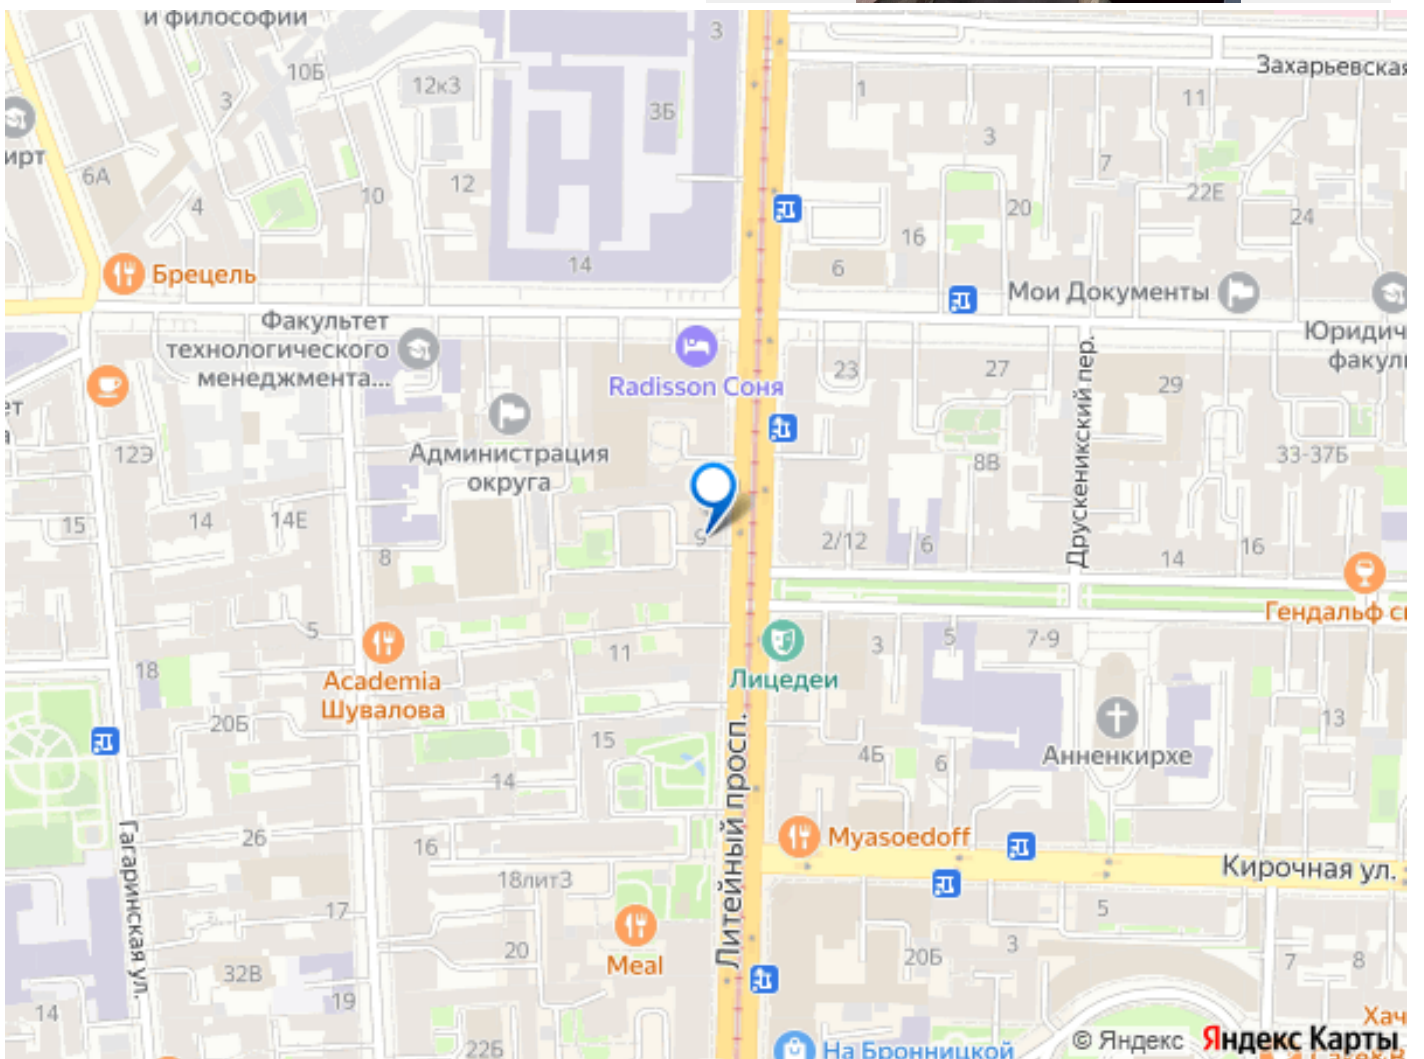 и философии
3
10Б
12к3
Захарьевская
1
11
3
3Б
3
ирт
7
6А
12
10
22Е
4
20
24
16
14
6
Брецель
Мои Документы
Факультет
технологического
менеджмента...
Юридич
факуль
Radisson Соня
23
27
29
Друскеникский пер.
ет
а
12Э
Администрация
округа
8В
33-37Б
15
14
14Е
9
2/12
6
16
8
14
Гендальф с
5
3
5
7-9
11
18
Лицедеи
Academia
Шувалова
20Б
13
15
4Б
6
Анненкирхе
14
Литейный просп.
Гагаринская ул.
26
16
Myasoedoff
Кирочная ул.
18лит3
17
5
20
20Б
3
Meal
32В
7
8
19
14
Хач
22Б
На Бронницкой
© Яндекс Яндекс Карты